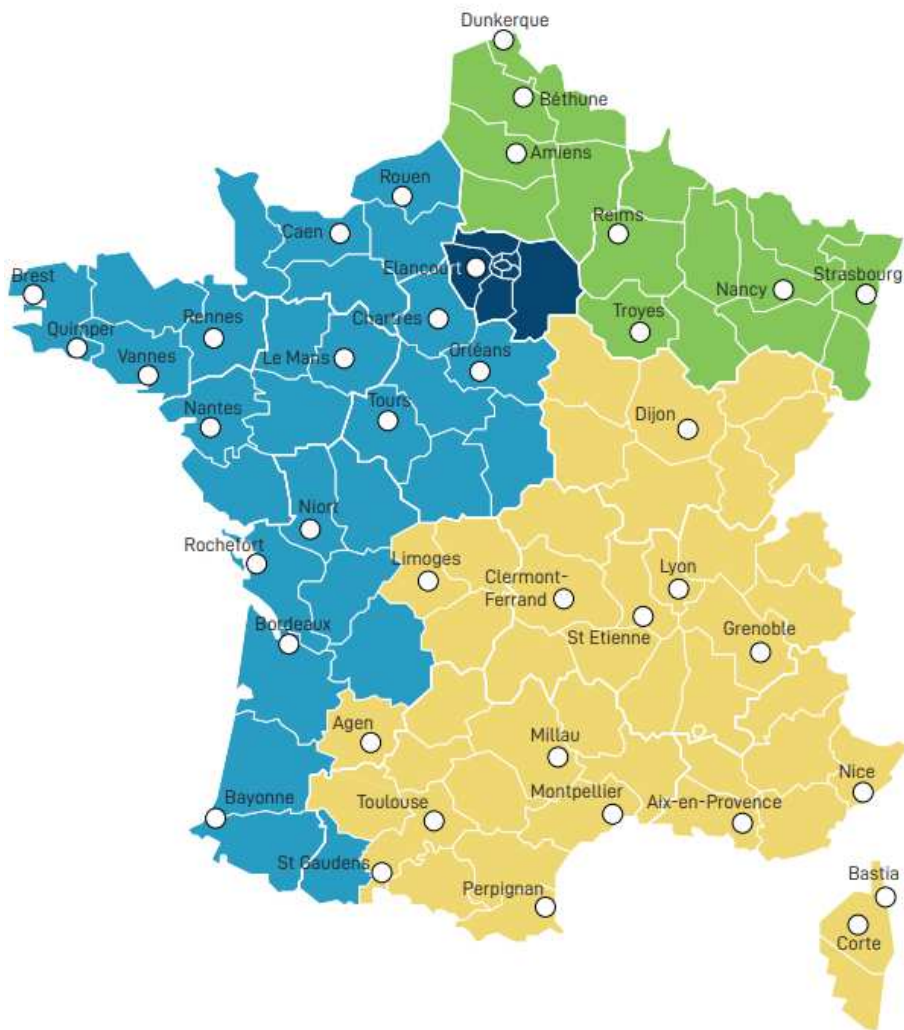 Dunkerque
Béthune
Amiens
Rouen
Reims
Caen
Elancourt
Brest
Strasbourg
Nancy
Troyes
Chartres
Rennes
Quimper
Vannes
Le Mans
Orléans
Tours
Nantes
Dijon
Niort
Rochefort
Limoges
Clermont-
Ferrand
Lyon
St Etienne
Grenoble
Bordeaux
Agen
Millau
Nice
Bayonne
Toulouse
Montpellier
Aix-en-Provence
St Gaudens
Perpignan
Bastia
Corte